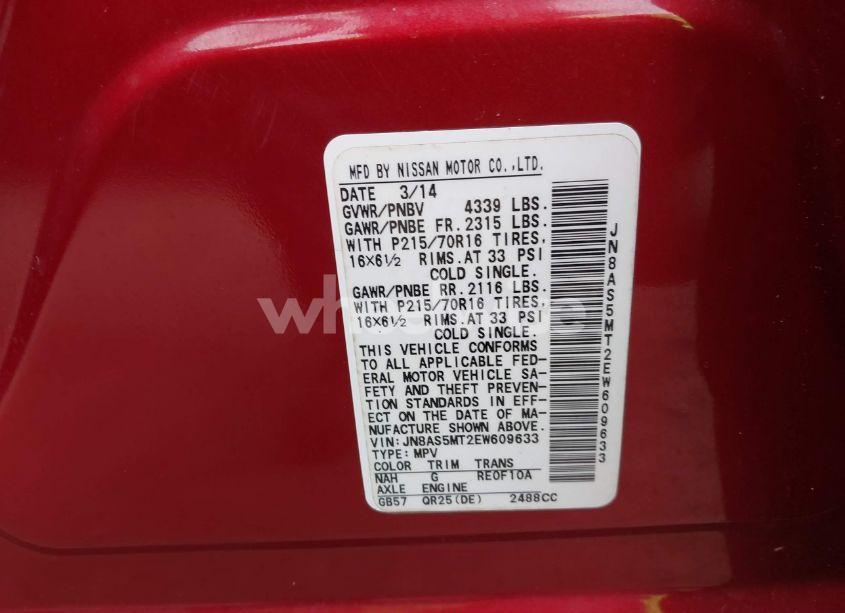 MFD BY NISSAN MOTOR CO.,LTD.
DATE 3/14
GVWR/PNBV 4339 LBS.
GAWR/PNBE FR.2315 LBS.
WITH P215/70R16 TIRES,
16×6½ RIMS.AT 33 PSI
COLD SINGLE.
GAWR/PNBE RR.2116 LBS.
WITH P215/70R16 TIRES,
16×6½ RIMS.AT 33 PSI
COLD SINGLE.
THIS VEHICLE CONFORMS
TO ALL APPLICABLE FED-
ERAL MOTOR VEHICLE SA-
FETY AND THEFT PREVEN-
TION STANDARDS IN EFF-
ECT ON THE DATE OF MA-
NUFACTURE SHOWN ABOVE.
VIN:JN8AS5MT2EW609633
TYPE:MPV
COLOR TRIM TRANS
NAH G RE0F10A
AXLE ENGINE
GB57 QR25(DE) 2488CC
JN8AS5MT2EW609633